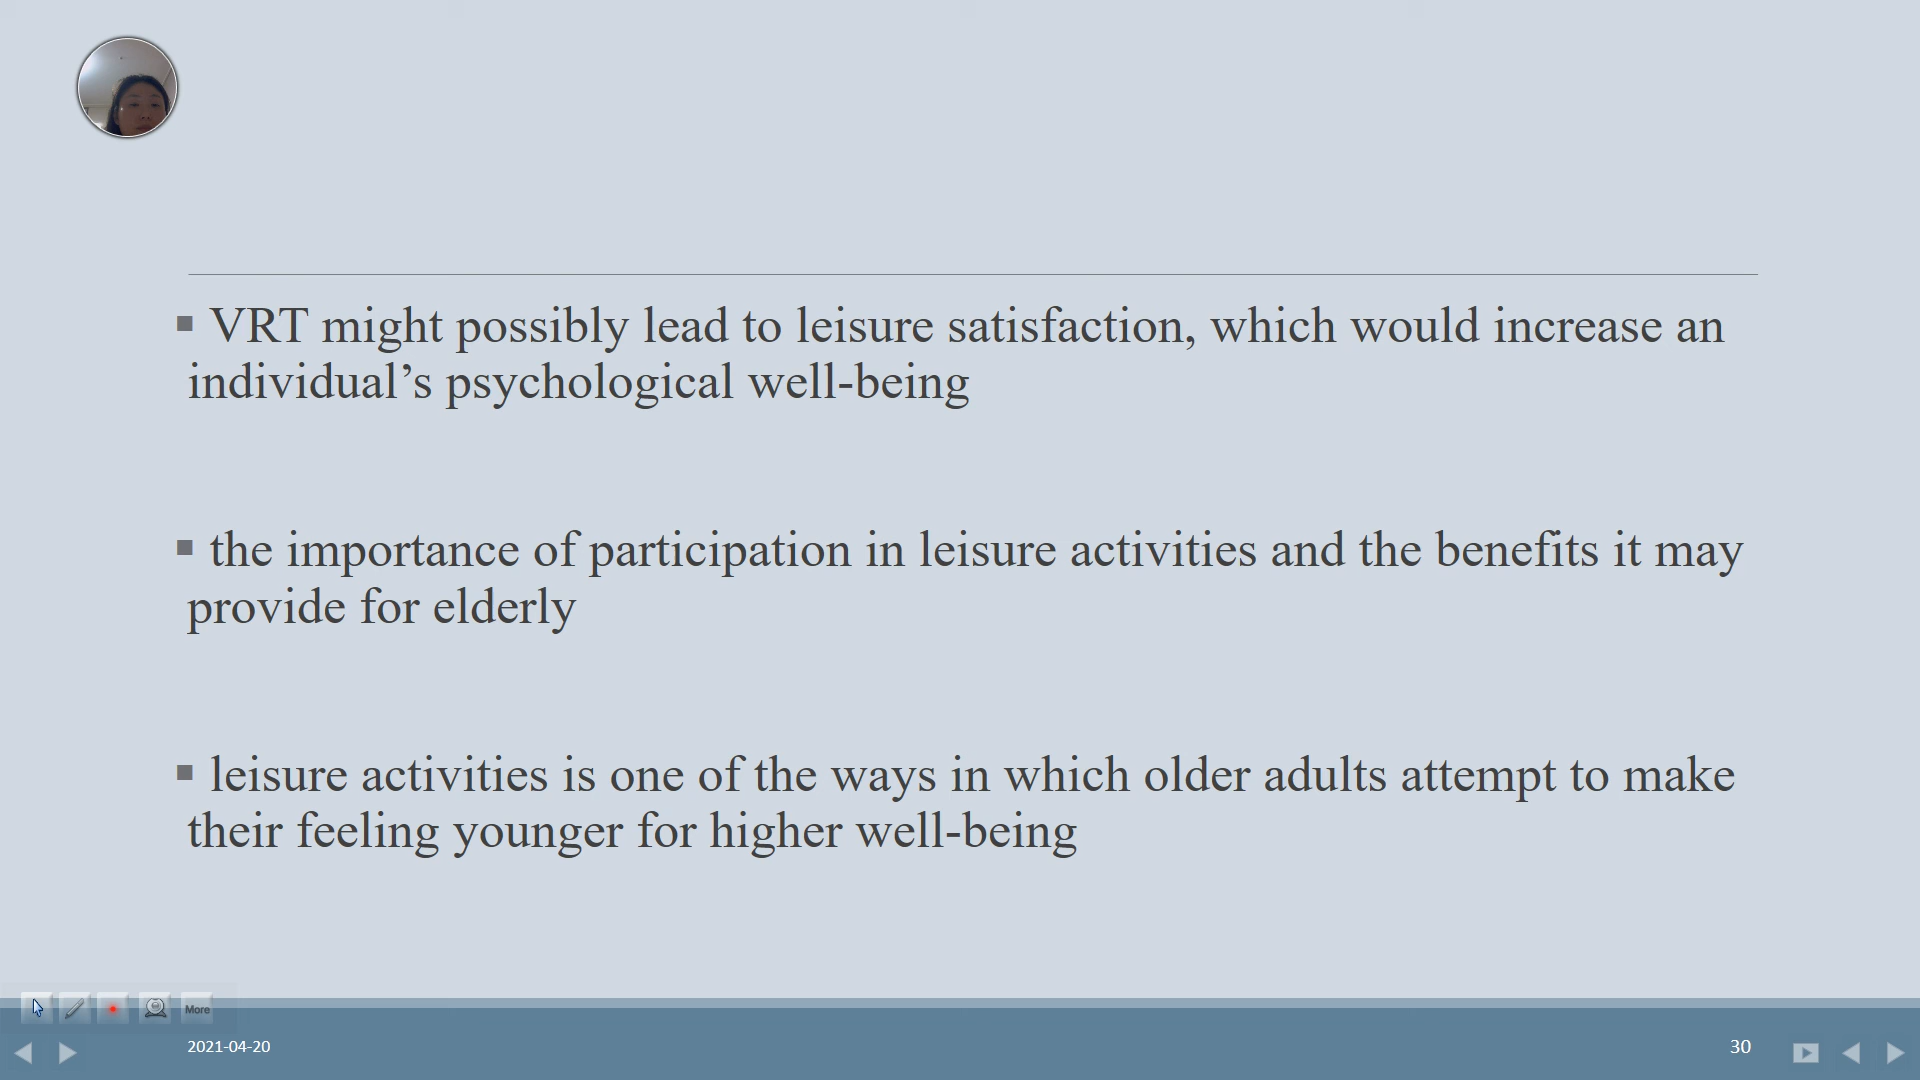 VRT might possibly lead to leisure satisfaction, which would increase an
individual’s psychological well-being
the importance of participation in leisure activities and the benefits it may
provide for elderly
leisure activities is one of the ways in which older adults attempt to make
their feeling younger for higher well-being
More
2021-04-20
30